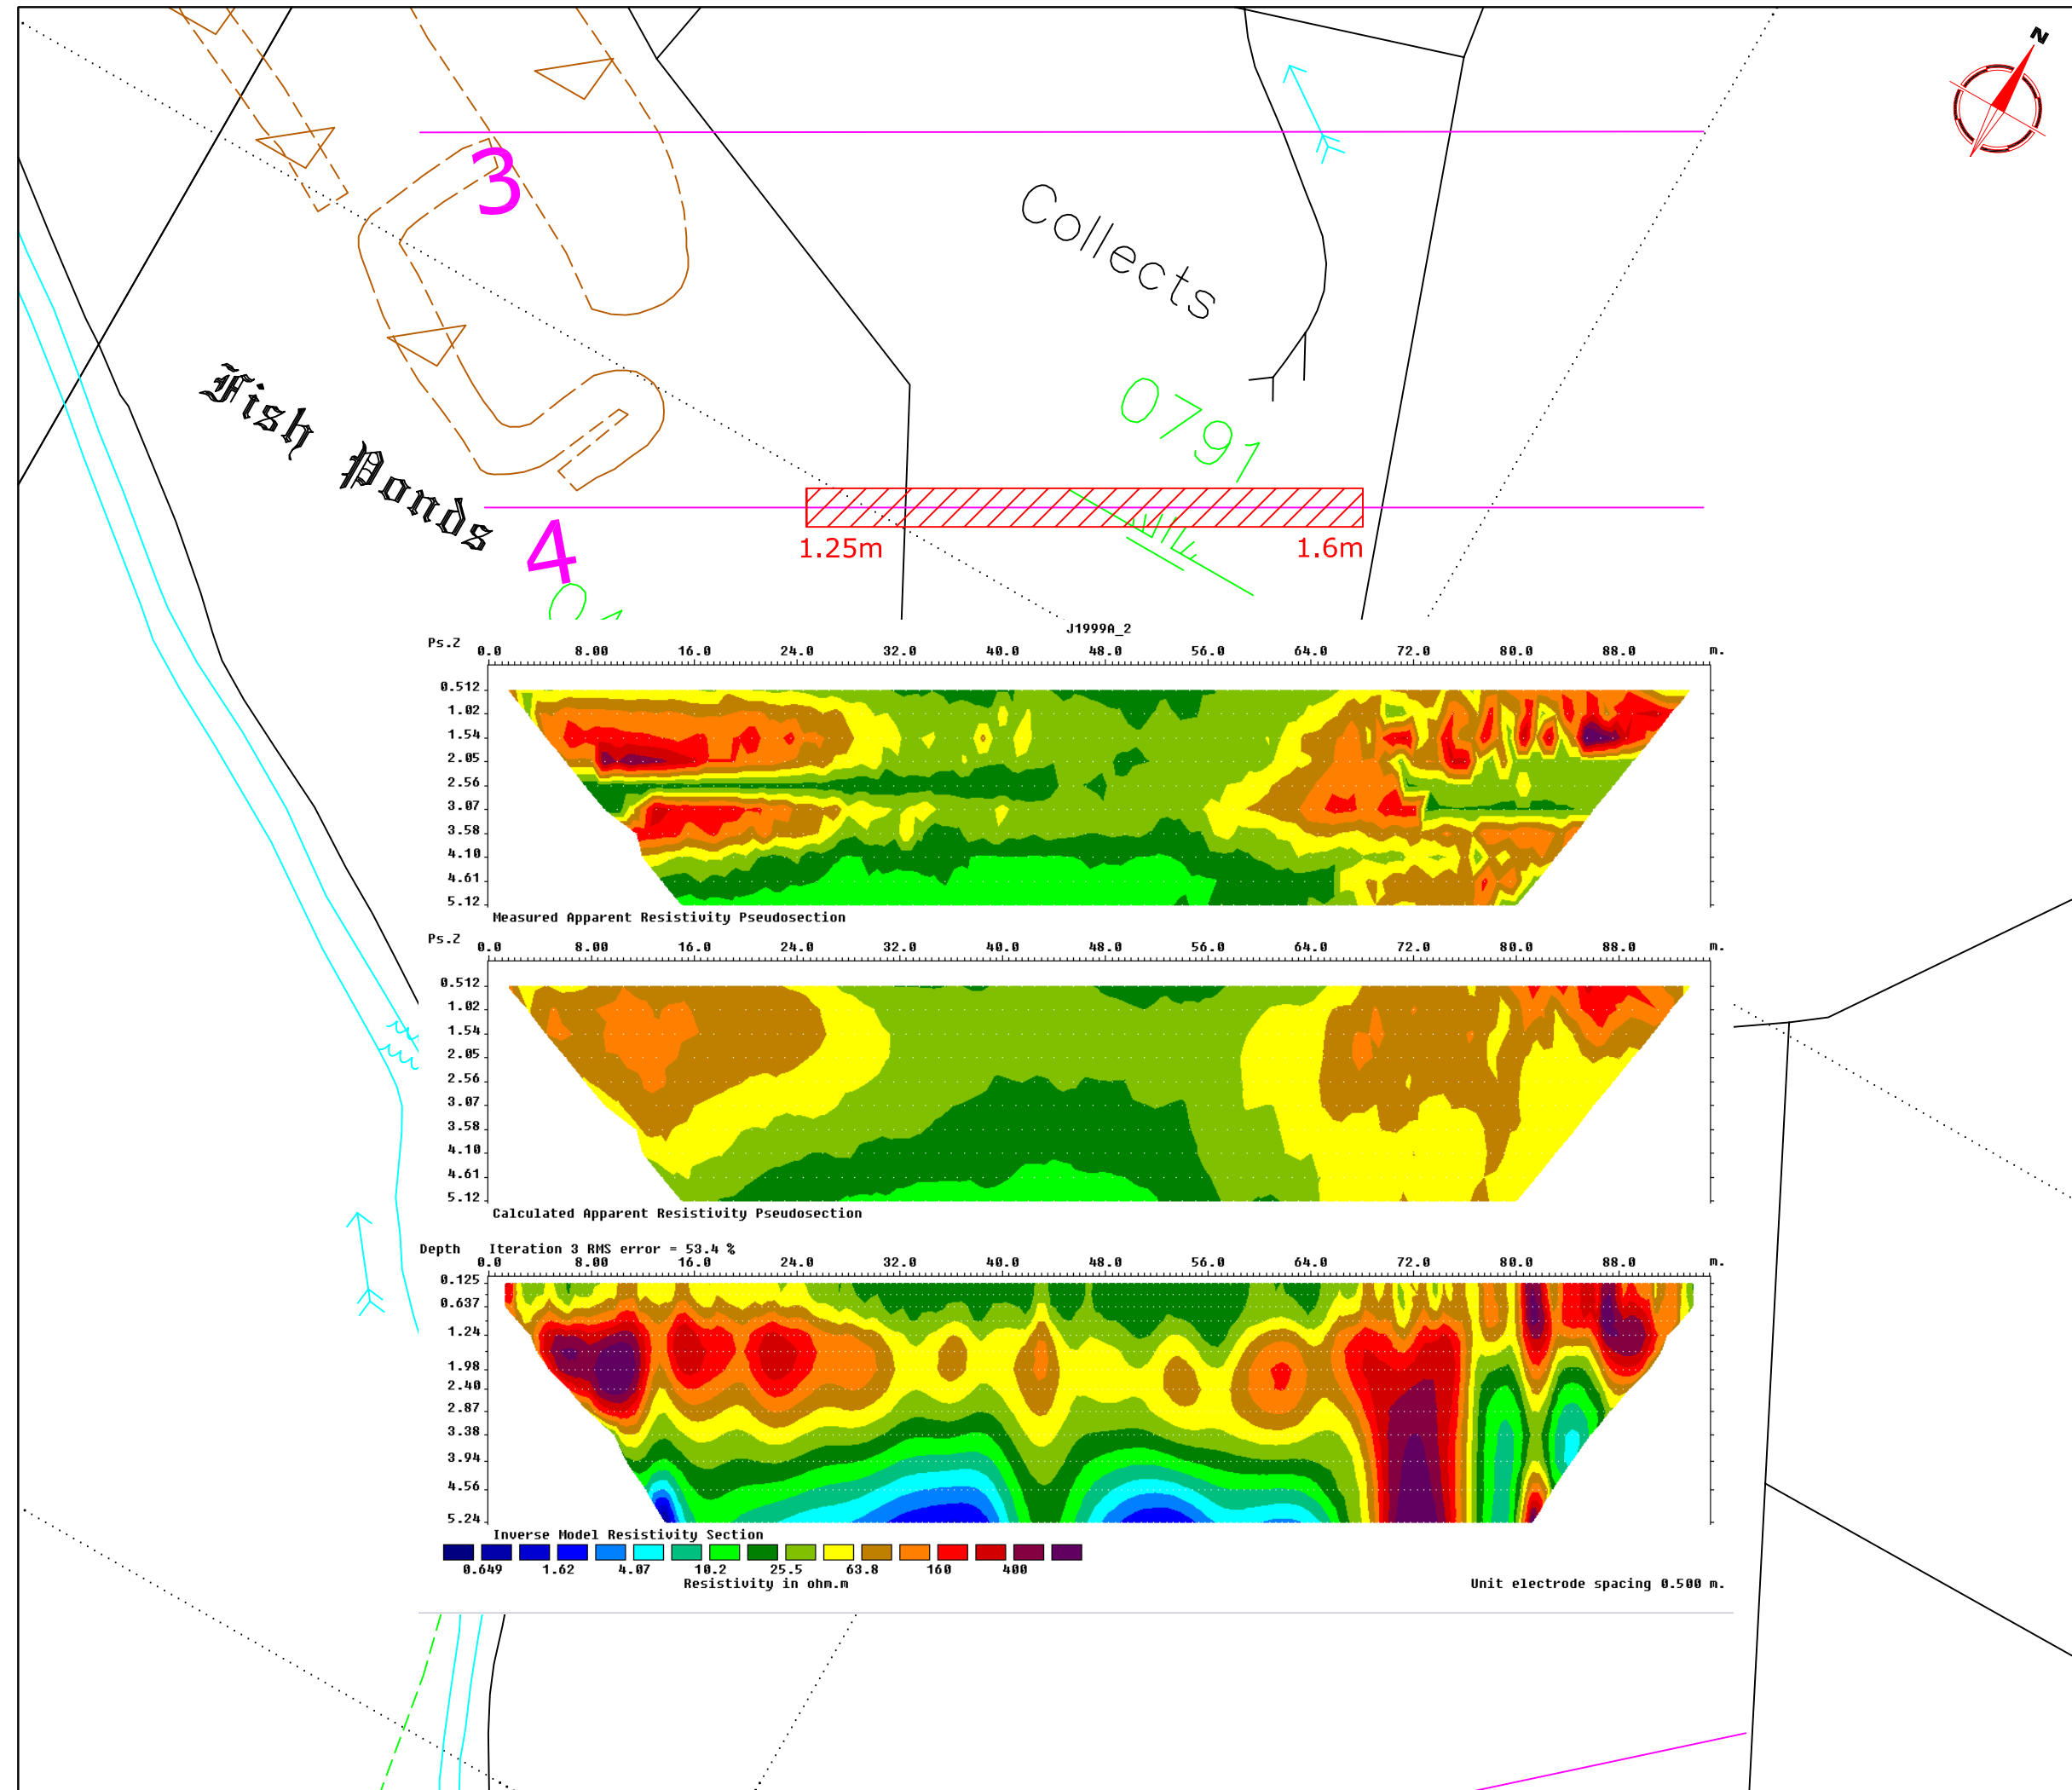 N
3
Collects
Fish Ponds
0791
4
1.25m 1.6m
J1999A_2
Ps.Z 0.0 8.00 16.0 24.0 32.0 40.0 48.0 56.0 64.0 72.0 80.0 88.0 m.
0.512
1.02
1.54
2.05
2.56
3.07
3.58
4.10
4.61
5.12
Measured Apparent Resistivity Pseudosection
Ps.Z 0.0 8.00 16.0 24.0 32.0 40.0 48.0 56.0 64.0 72.0 80.0 88.0 m.
0.512
1.02
1.54
2.05
2.56
3.07
3.58
4.10
4.61
5.12
Calculated Apparent Resistivity Pseudosection
Depth Iteration 3 RMS error = 53.4 %
0.0 8.00 16.0 24.0 32.0 40.0 48.0 56.0 64.0 72.0 80.0 88.0 m.
0.125
0.637
1.24
1.98
2.40
2.87
3.38
3.94
4.56
5.24
Inverse Model Resistivity Section
0.649 1.62 4.07 10.2 25.5 63.8 160 400
Resistivity in ohm.m Unit electrode spacing 0.500 m.